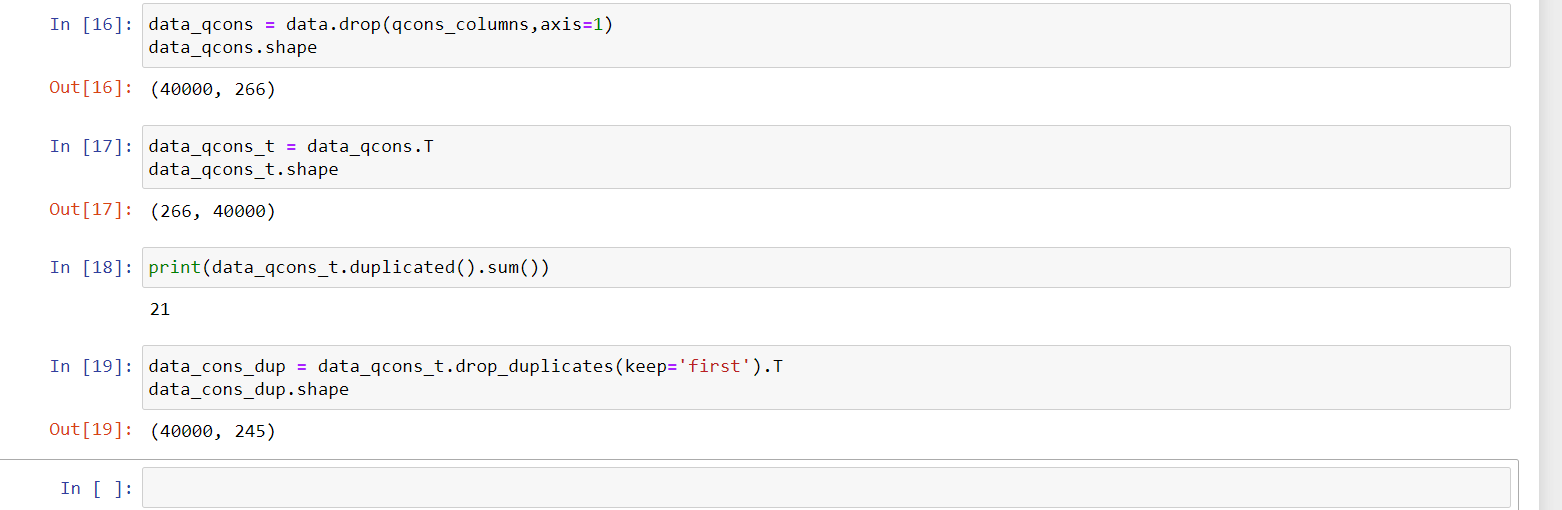 In [16]: data_qcons = data.drop(qcons_columns,axis=1)
data_qcons.shape
Out[16]: (40000, 266)
In [17]: data_qcons_t = data_qcons.T
data_qcons_t.shape
Out[17]: (266, 40000)
In [18]: print(data_qcons_t.duplicated().sum())
21
In [19]: data_cons_dup = data_qcons_t.drop_duplicates(keep='first').T
data_cons_dup.shape
Out[19]: (40000, 245)
In [ ]: